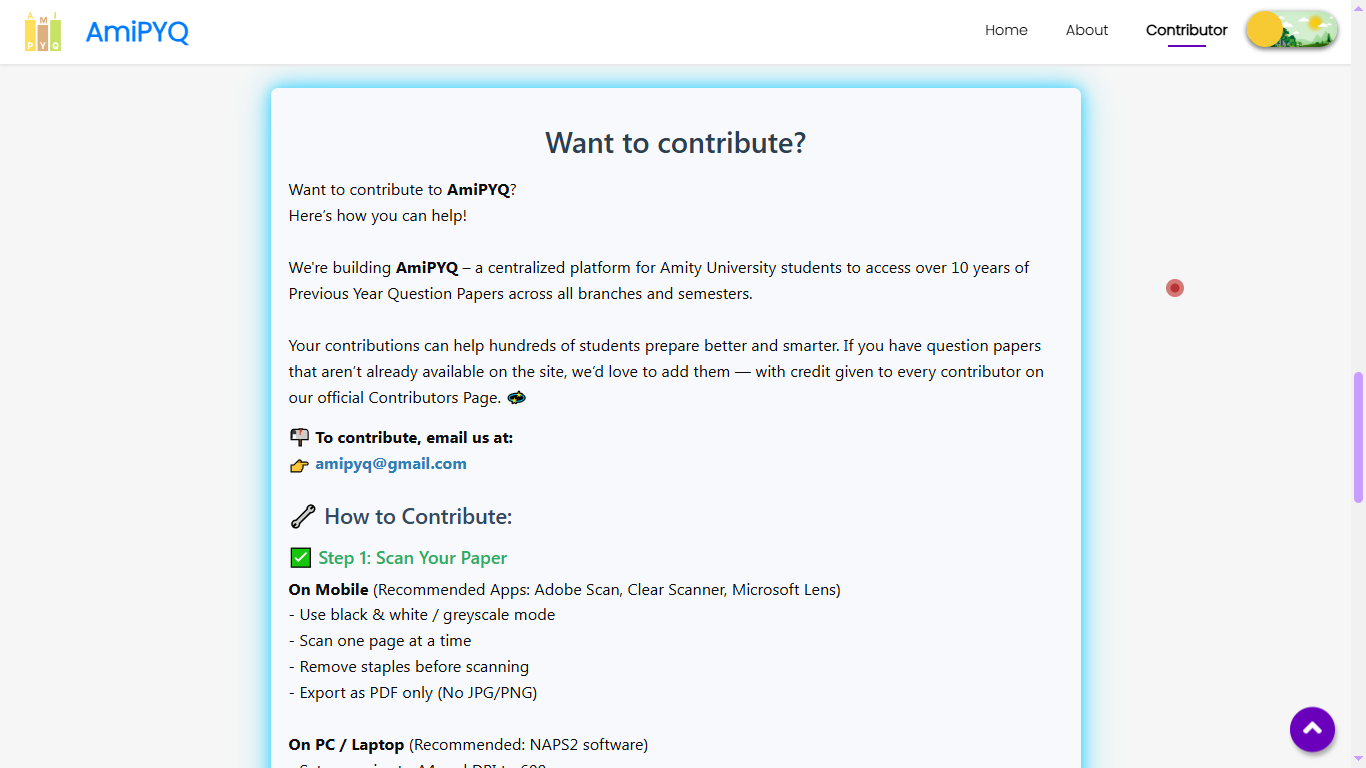 A M I
P Y Q
AmiPYQ
Home About Contributor
Want to contribute?
Want to contribute to AmiPYQ?
Here’s how you can help!
We're building AmiPYQ – a centralized platform for Amity University students to access over 10 years of
Previous Year Question Papers across all branches and semesters.
Your contributions can help hundreds of students prepare better and smarter. If you have question papers
that aren’t already available on the site, we’d love to add them — with credit given to every contributor on
our official Contributors Page.
To contribute, email us at:
amipyq@gmail.com
How to Contribute:
Step 1: Scan Your Paper
On Mobile (Recommended Apps: Adobe Scan, Clear Scanner, Microsoft Lens)
- Use black & white / greyscale mode
- Scan one page at a time
- Remove staples before scanning
- Export as PDF only (No JPG/PNG)
On PC / Laptop (Recommended: NAPS2 software)